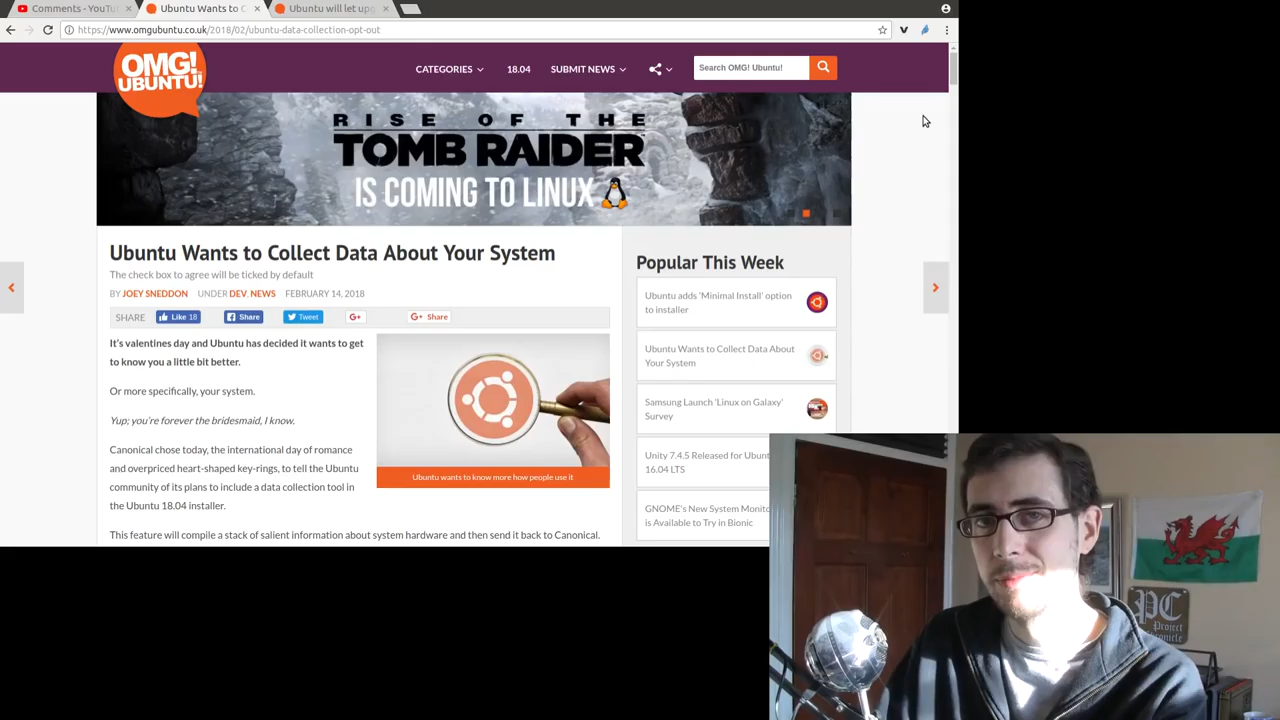 Comments - YouTu
Ubuntu Wants to C
Ubuntu will let upg
https://www.omgubuntu.co.uk/2018/02/ubuntu-data-collection-opt-out
OMG!
UBUNTU!
CATEGORIES
18.04
SUBMIT NEWS
Search OMG! Ubuntu!
RISE OF THE
TOMB RAIDER
IS COMING TO LINUX
Ubuntu Wants to Collect Data About Your System
The check box to agree will be ticked by default
BY JOEY SNEDDON UNDER DEV, NEWS FEBRUARY 14, 2018
SHARE Like 18 Share Tweet G+ G+ Share
It's valentines day and Ubuntu has decided it wants to get
to know you a little bit better.
Or more specifically, your system.
Yup; you're forever the bridesmaid, I know.
Canonical chose today, the international day of romance
and overpriced heart-shaped key-rings, to tell the Ubuntu
community of its plans to include a data collection tool in
the Ubuntu 18.04 installer.
Ubuntu wants to know more how people use it
This feature will compile a stack of salient information about system hardware and then send it back to Canonical.
Popular This Week
Ubuntu adds 'Minimal Install' option
to installer
Ubuntu Wants to Collect Data About
Your System
Samsung Launch 'Linux on Galaxy'
Survey
Unity 7.4.5 Released for Ubunt
16.04 LTS
GNOME's New System Monito
is Available to Try in Bionic
PC
Project